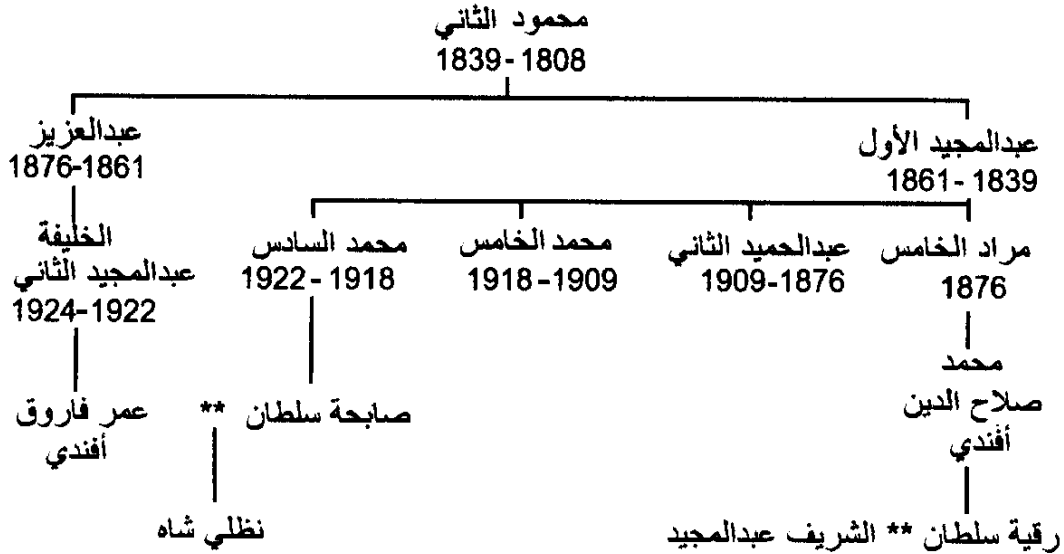 محمود الثاني
1839-1808
عبدالمجيد الأول
1861-1839
عبدالعزيز
1876-1861
مراد الخامس
1876
عبدالحميد الثاني
1909-1876
محمد الخامس
1918-1909
محمد السادس
1922-1918
الخليفة
عبدالمجيد الثاني
1924-1922
محمد
صلاح الدين
أفندي
صابحة سلطان **
عمر فاروق
أفندي
رقية سلطان ** الشريف عبدالمجيد
نظلي شاه